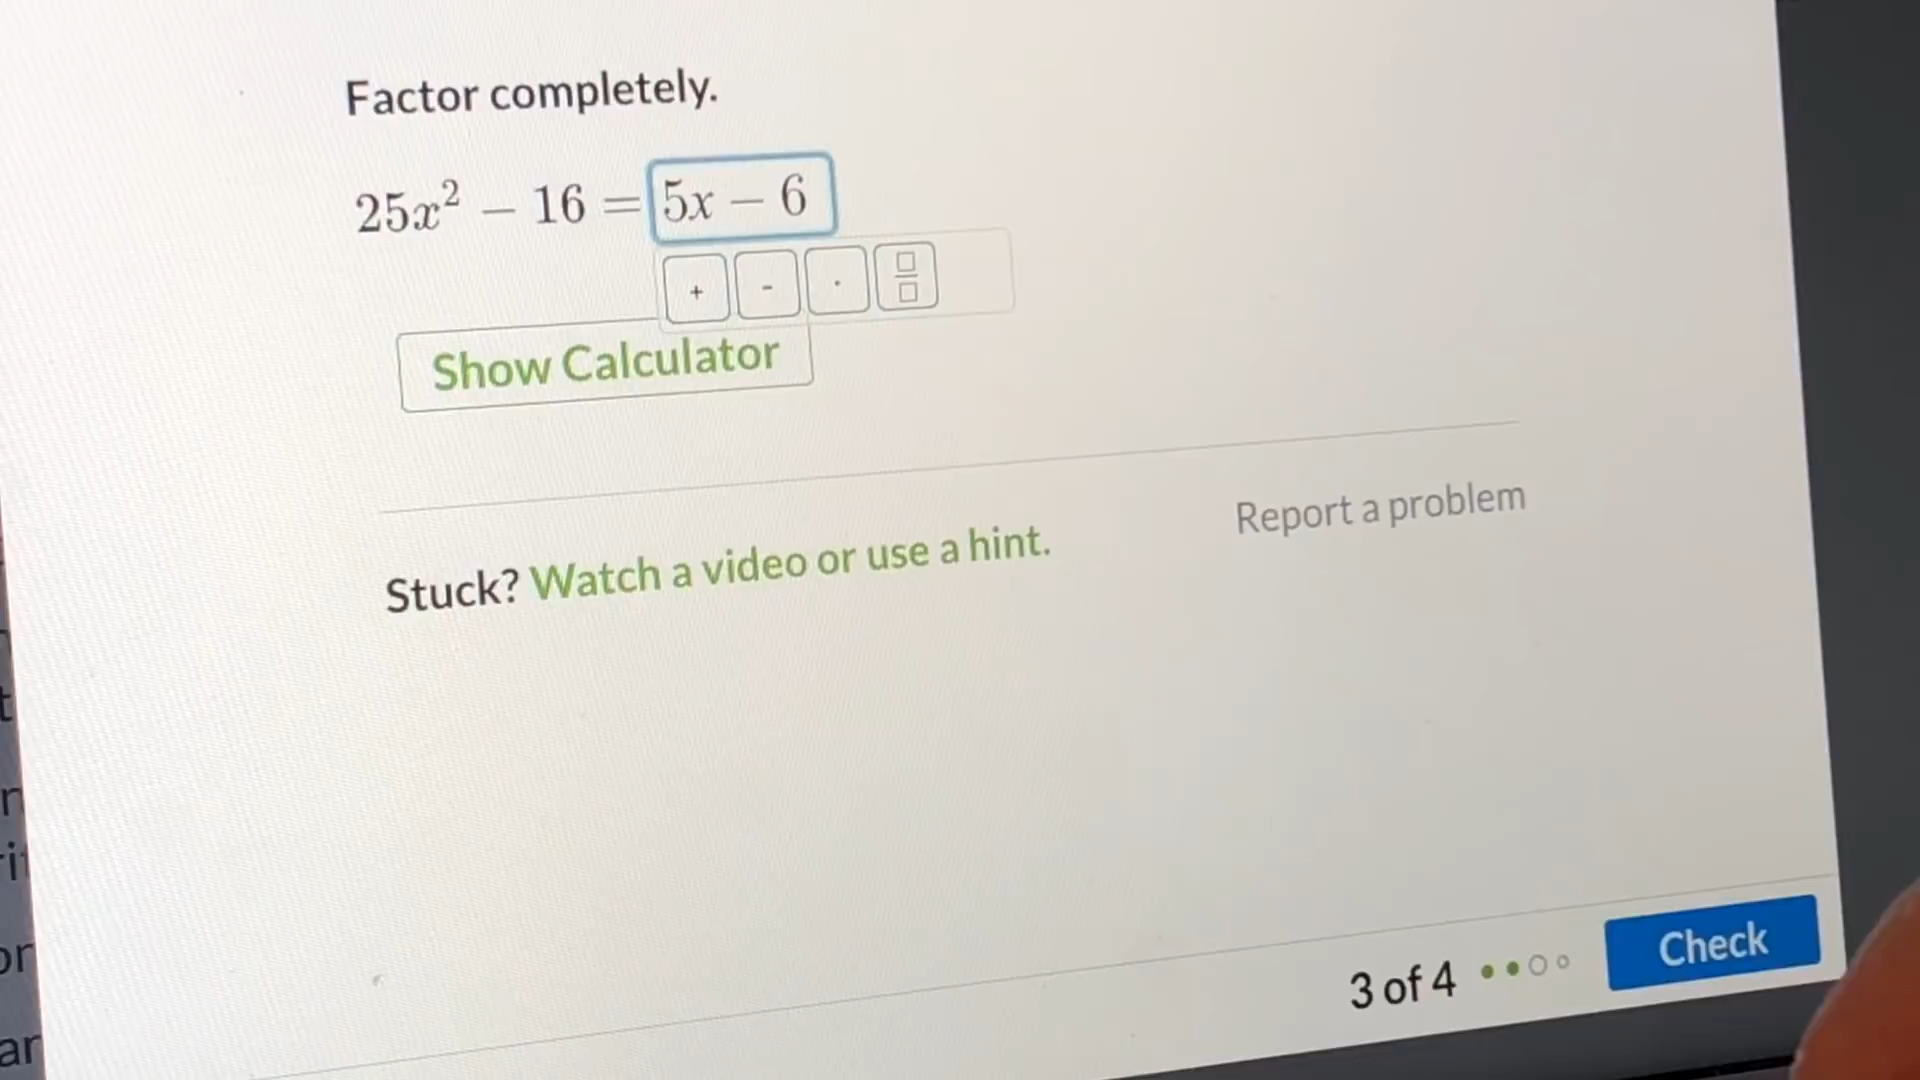 Factor completely.
25x² − 16 = 5x − 6
+ - ·
Show Calculator
Report a problem
Stuck? Watch a video or use a hint.
3 of 4
Check